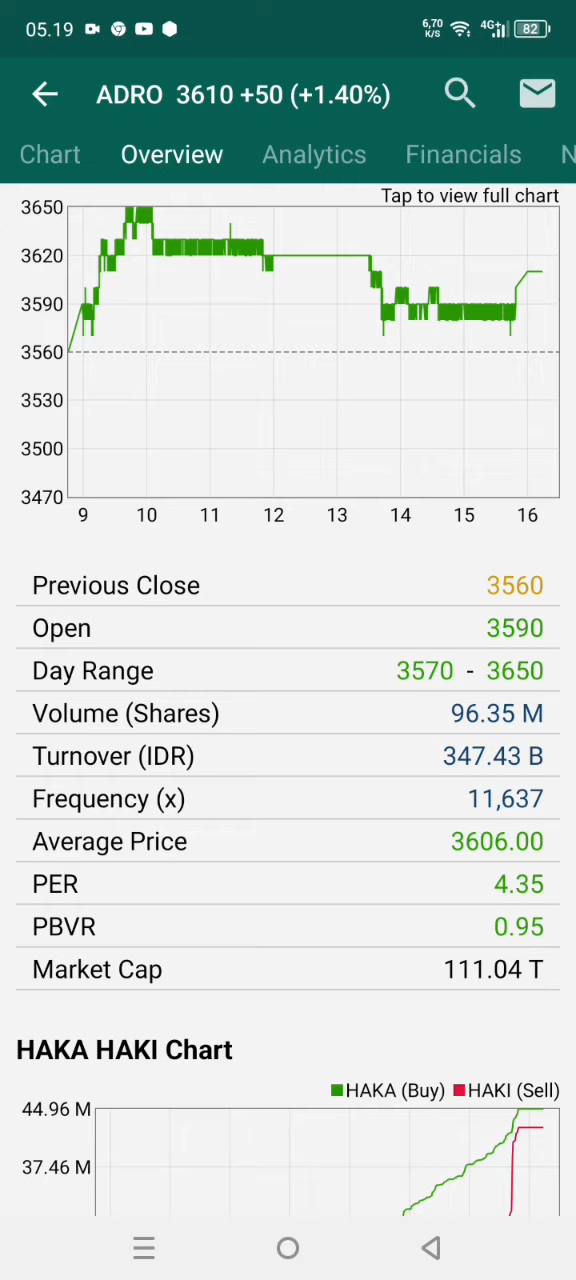 05.19 6,70 K/S 4G+ 82
ADRO 3610 +50 (+1.40%)
Chart Overview Analytics Financials N
Tap to view full chart
3650
3620
3590
3560
3530
3500
3470
9 10 11 12 13 14 15 16
Previous Close 3560
Open 3590
Day Range 3570 - 3650
Volume (Shares) 96.35 M
Turnover (IDR) 347.43 B
Frequency (x) 11,637
Average Price 3606.00
PER 4.35
PBVR 0.95
Market Cap 111.04 T
HAKA HAKI Chart
HAKA (Buy) HAKI (Sell)
44.96 M
37.46 M